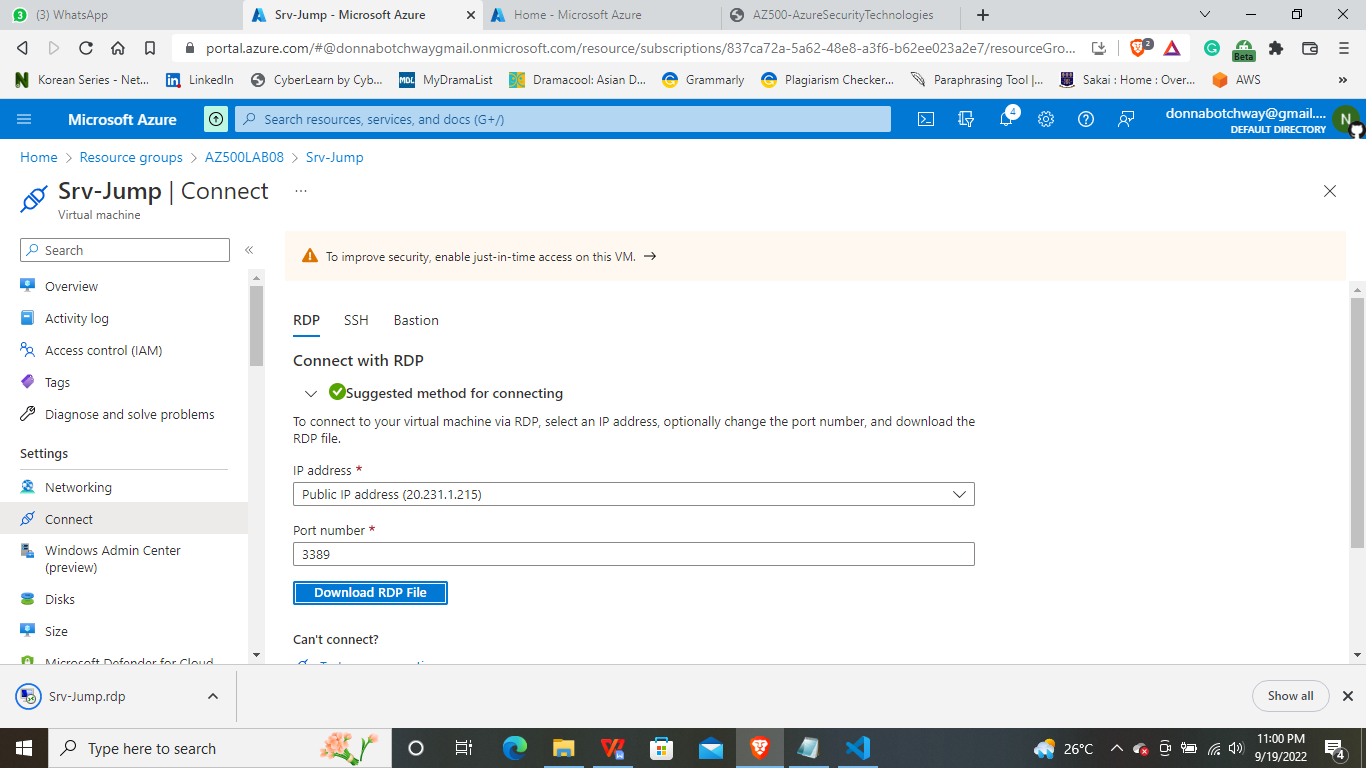 (3) WhatsApp
Srv-Jump - Microsoft Azure
Home - Microsoft Azure
AZ500-AzureSecurityTechnologies
portal.azure.com/#@donnabotchwaygmail.onmicrosoft.com/resource/subscriptions/837ca72a-5a62-48e8-a3f6-b62ee023a2e7/resourceGro...
2
Beta
Korean Series - Net...
LinkedIn
CyberLearn by Cyb...
MDL
MyDramaList
Dramacool: Asian D...
Grammarly
Plagiarism Checker...
Paraphrasing Tool |...
Sakai : Home : Over...
AWS
»
Microsoft Azure
Search resources, services, and docs (G+/)
4
donnabotchway@gmail....
DEFAULT DIRECTORY
N
Home > Resource groups > AZ500LAB08 > Srv-Jump
Srv-Jump | Connect ...
Virtual machine
Search
«
To improve security, enable just-in-time access on this VM. →
Overview
Activity log
Access control (IAM)
Tags
Diagnose and solve problems
Settings
Networking
Connect
Windows Admin Center
(preview)
Disks
Size
Microsoft Defender for Cloud
RDP SSH Bastion
Connect with RDP
Suggested method for connecting
To connect to your virtual machine via RDP, select an IP address, optionally change the port number, and download the
RDP file.
IP address *
Public IP address (20.231.1.215)
Port number *
3389
Download RDP File
Can't connect?
Srv-Jump.rdp
Show all
Type here to search
26°C
11:00 PM
9/19/2022
4